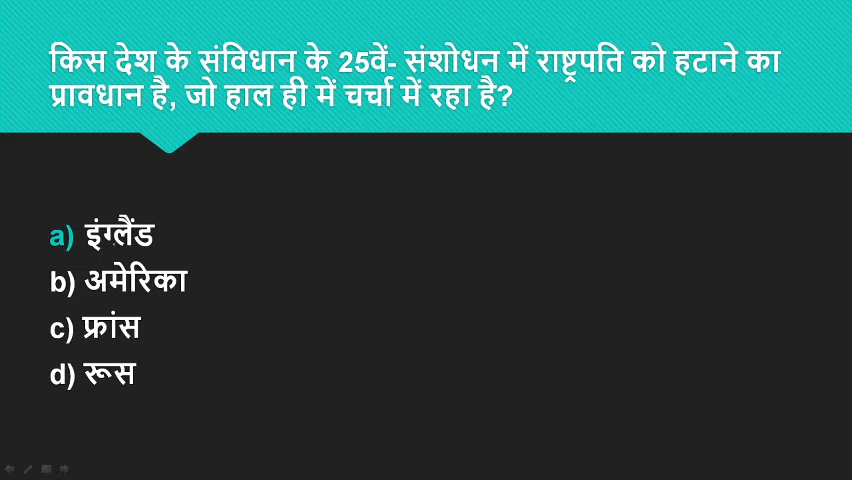 किस देश के संविधान के 25वें- संशोधन में राष्ट्रपति को हटाने का
प्रावधान है, जो हाल ही में चर्चा में रहा है?
a) इंग्लैंड
b) अमेरिका
c) फ्रांस
d) रूस